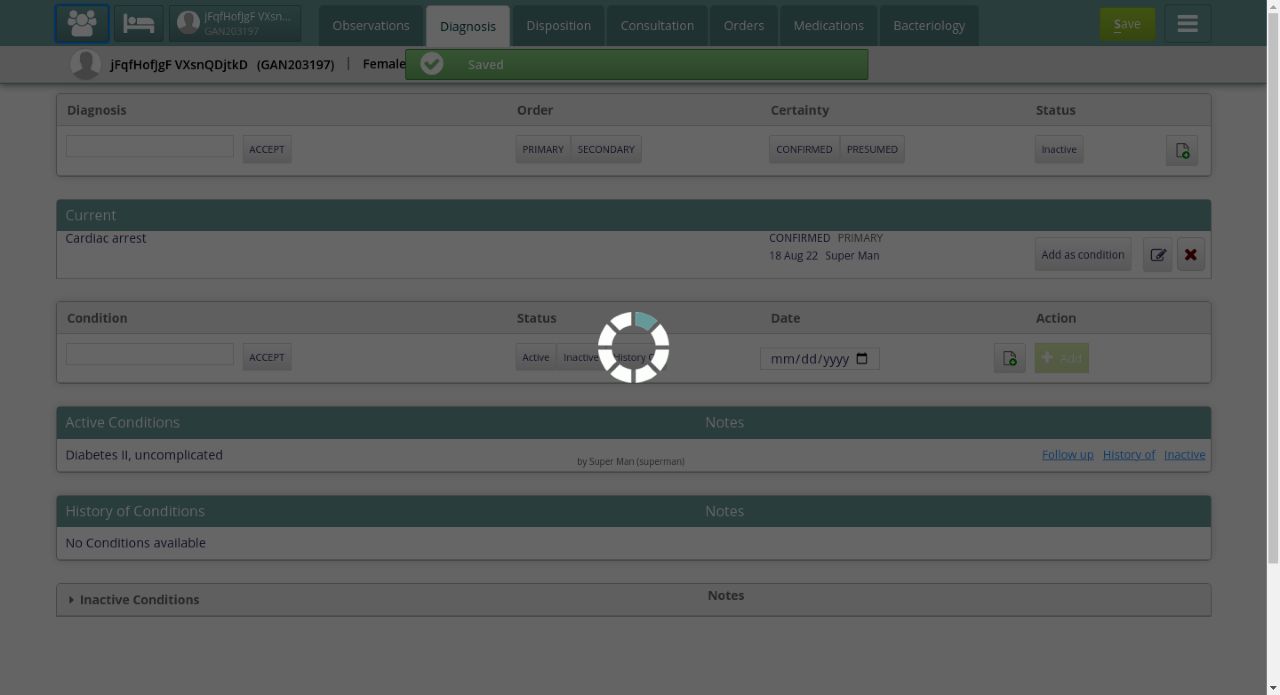 jFqfHofJgF VXsn...
GAN203197
Observations
Diagnosis
Disposition
Consultation
Orders
Medications
Bacteriology
Save
jFqfHofJgF VXsnQDjtkD (GAN203197) | Female
Saved
Diagnosis Order Certainty Status
ACCEPT PRIMARY SECONDARY CONFIRMED PRESUMED Inactive
Current
Cardiac arrest CONFIRMED PRIMARY
18 Aug 22 Super Man Add as condition
Condition Status Date Action
ACCEPT Active Inactive History mm/dd/yyyy Add
Active Conditions Notes
Diabetes II, uncomplicated by Super Man (superman) Follow up History of Inactive
History of Conditions Notes
No Conditions available
Inactive Conditions Notes